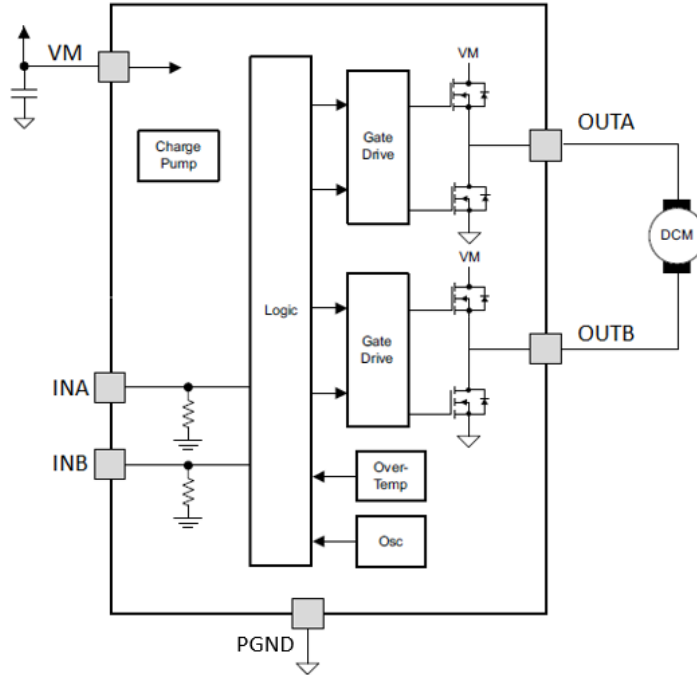 VM
VM
OUTA
Charge
Pump
Gate
Drive
DCM
VM
Logic
Gate
Drive
OUTB
INA
INB
Over-
Temp
Osc
PGND